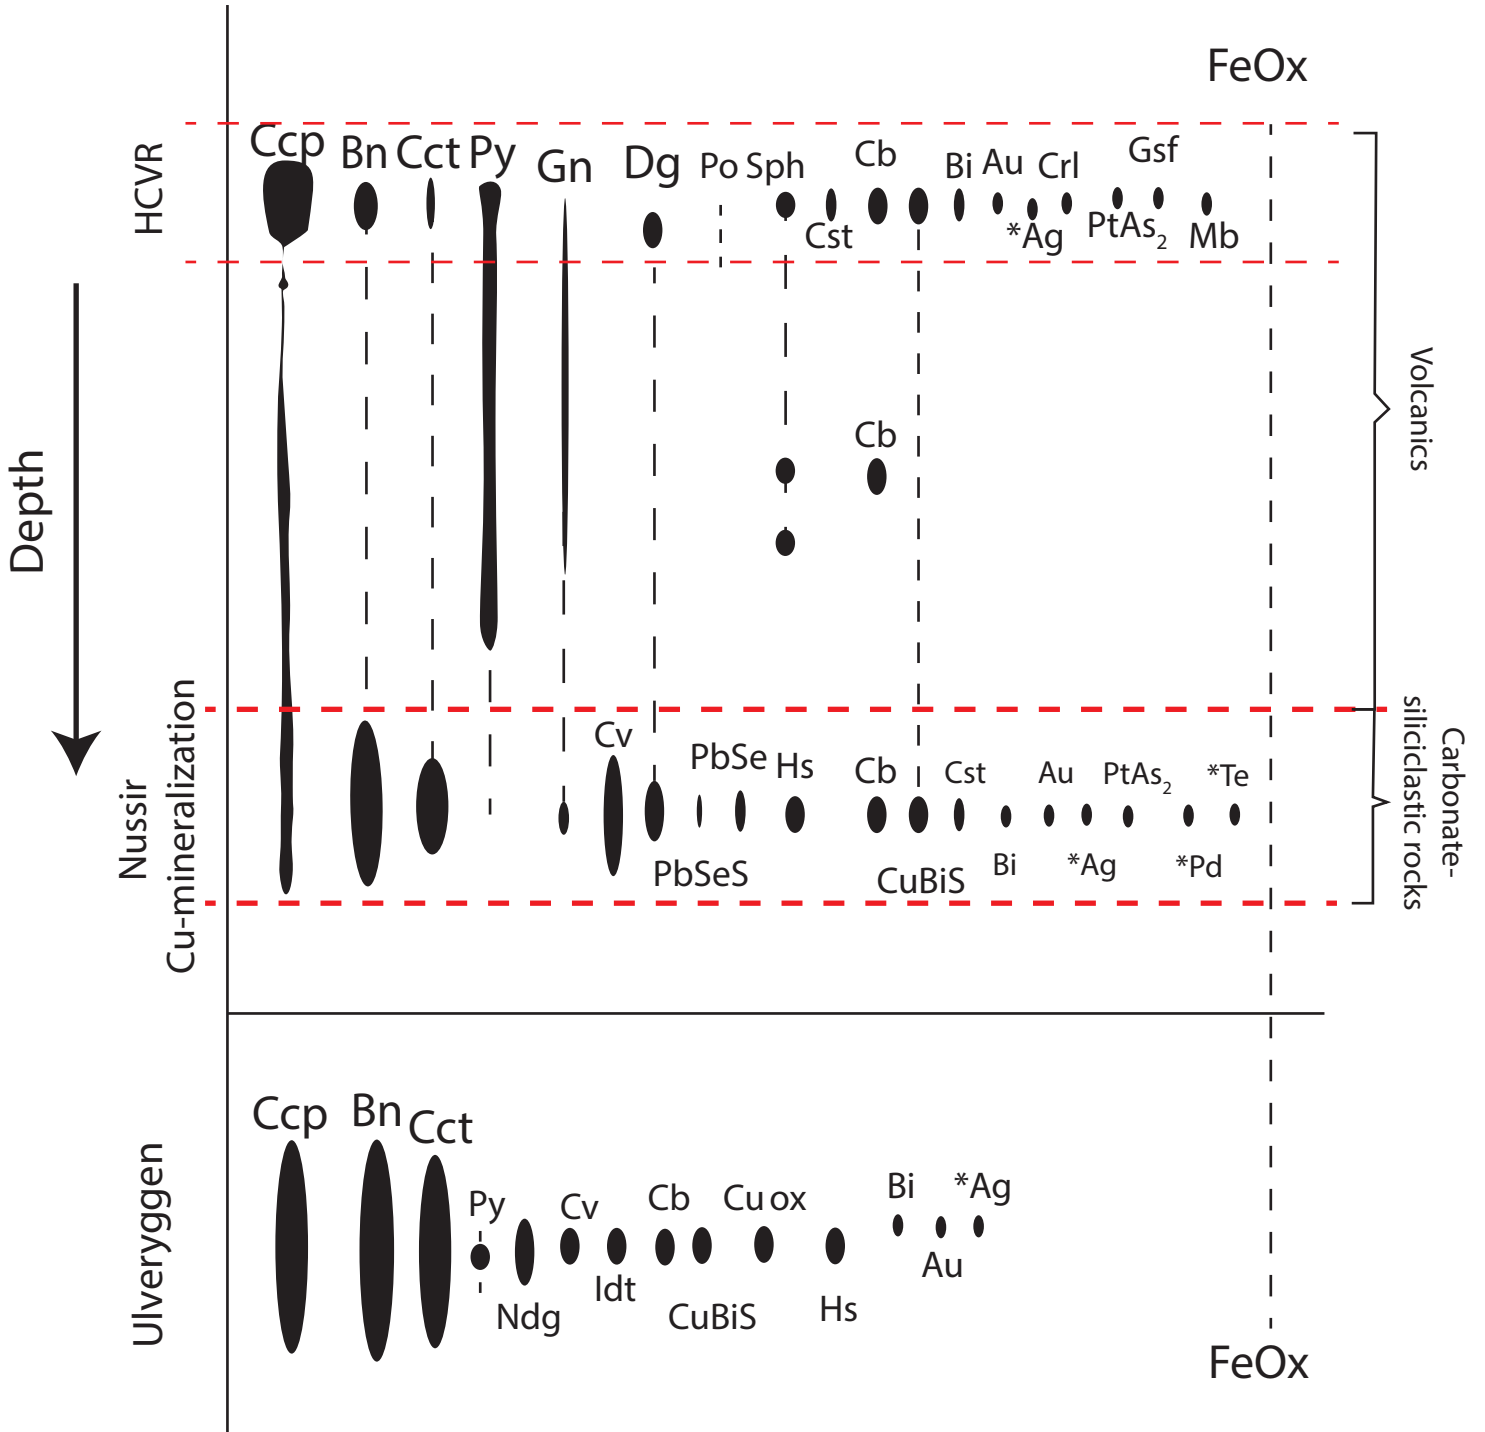 FeOx
HCVR
Ccp
Bn
Cct
Py
Gn
Dg
Po
Sph
Cst
Cb
Bi
Au
*Ag
Crl
PtAs2
Gsf
Mb
Depth
Volcanics
Cb
Nussir
Cu-mineralization
Cv
PbSeS
PbSe
Hs
Cb
CuBiS
Cst
Bi
Au
*Ag
PtAs2
*Pd
*Te
Carbonate-
siliciclastic rocks
Ulveryggen
Ccp
Bn
Cct
Py
Ndg
Cv
Idt
Cb
CuBiS
Cu ox
Hs
Bi
Au
*Ag
FeOx